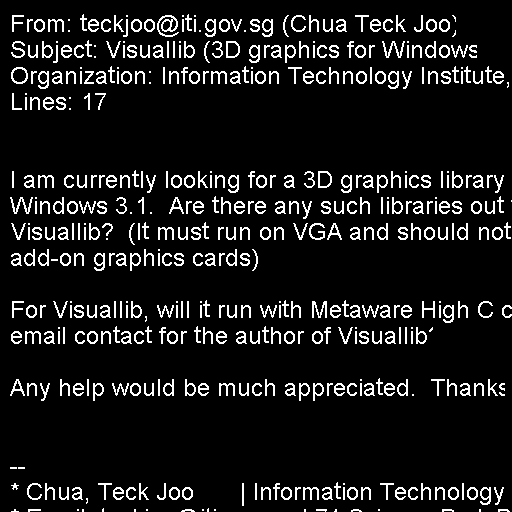 From: teckjoo@iti.gov.sg (Chua Teck Joo)
Subject: Visuallib (3D graphics for Windows
Organization: Information Technology Institute,
Lines: 17
I am currently looking for a 3D graphics library
Windows 3.1.  Are there any such libraries out
Visuallib?  (It must run on VGA and should not
add-on graphics cards)
For Visuallib, will it run with Metaware High C
email contact for the author of Visuallib
Any help would be much appreciated.  Thanks
--
* Chua, Teck Joo       | Information Technology